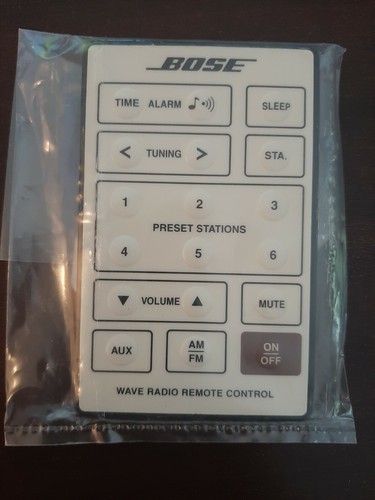 BOSE
TIME ALARM
SLEEP
< TUNING >
STA.
1 2 3
PRESET STATIONS
4 5 6
VOLUME
MUTE
AUX
AM
FM
ON
OFF
WAVE RADIO REMOTE CONTROL